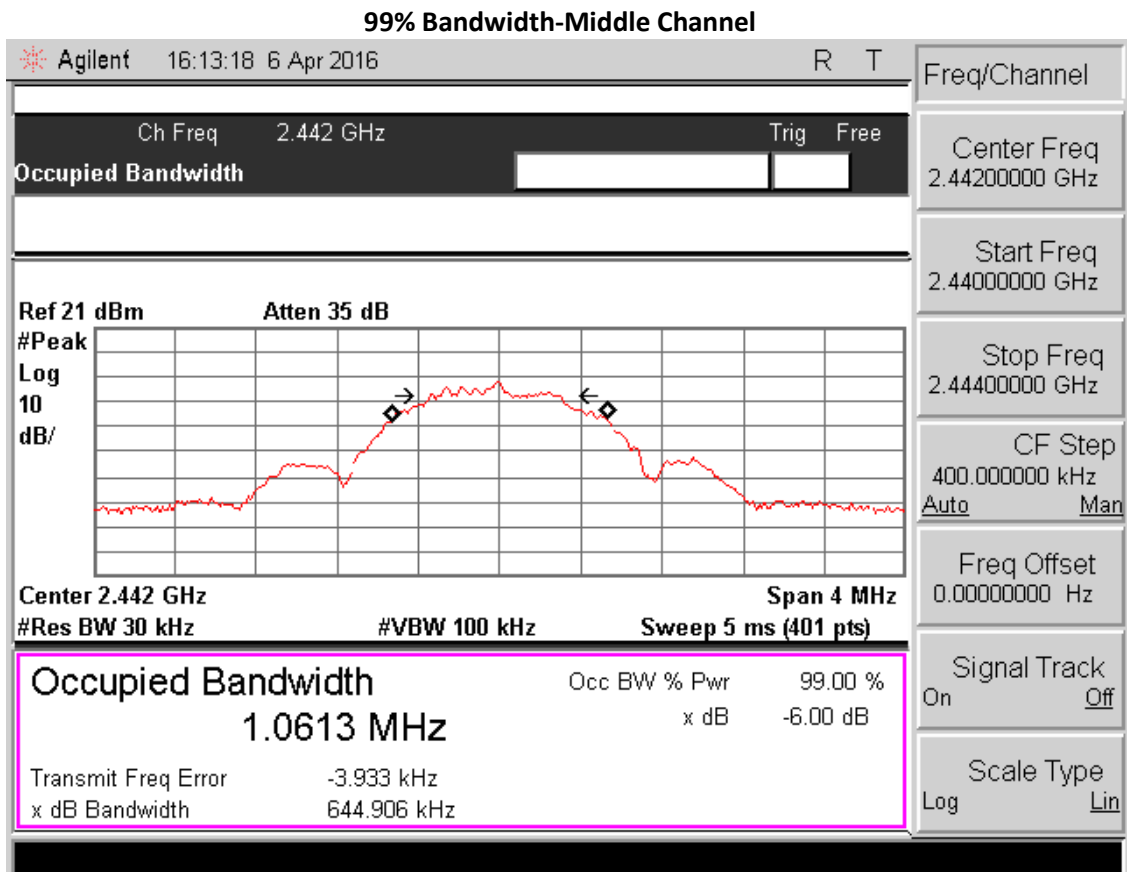 99% Bandwidth-Middle Channel
Agilent 16:13:18 6 Apr 2016 R T
Freq/Channel
Ch Freq 2.442 GHz Trig Free
Occupied Bandwidth
Center Freq
2.44200000 GHz
Start Freq
2.44000000 GHz
Stop Freq
2.44400000 GHz
CF Step
400.000000 kHz
Auto Man
Freq Offset
0.00000000 Hz
Signal Track
On Off
Scale Type
Log Lin
Ref 21 dBm Atten 35 dB
#Peak
Log
10
dB/
Center 2.442 GHz Span 4 MHz
#Res BW 30 kHz #VBW 100 kHz Sweep 5 ms (401 pts)
Occupied Bandwidth
1.0613 MHz
Occ BW % Pwr 99.00 %
x dB -6.00 dB
Transmit Freq Error -3.933 kHz
x dB Bandwidth 644.906 kHz